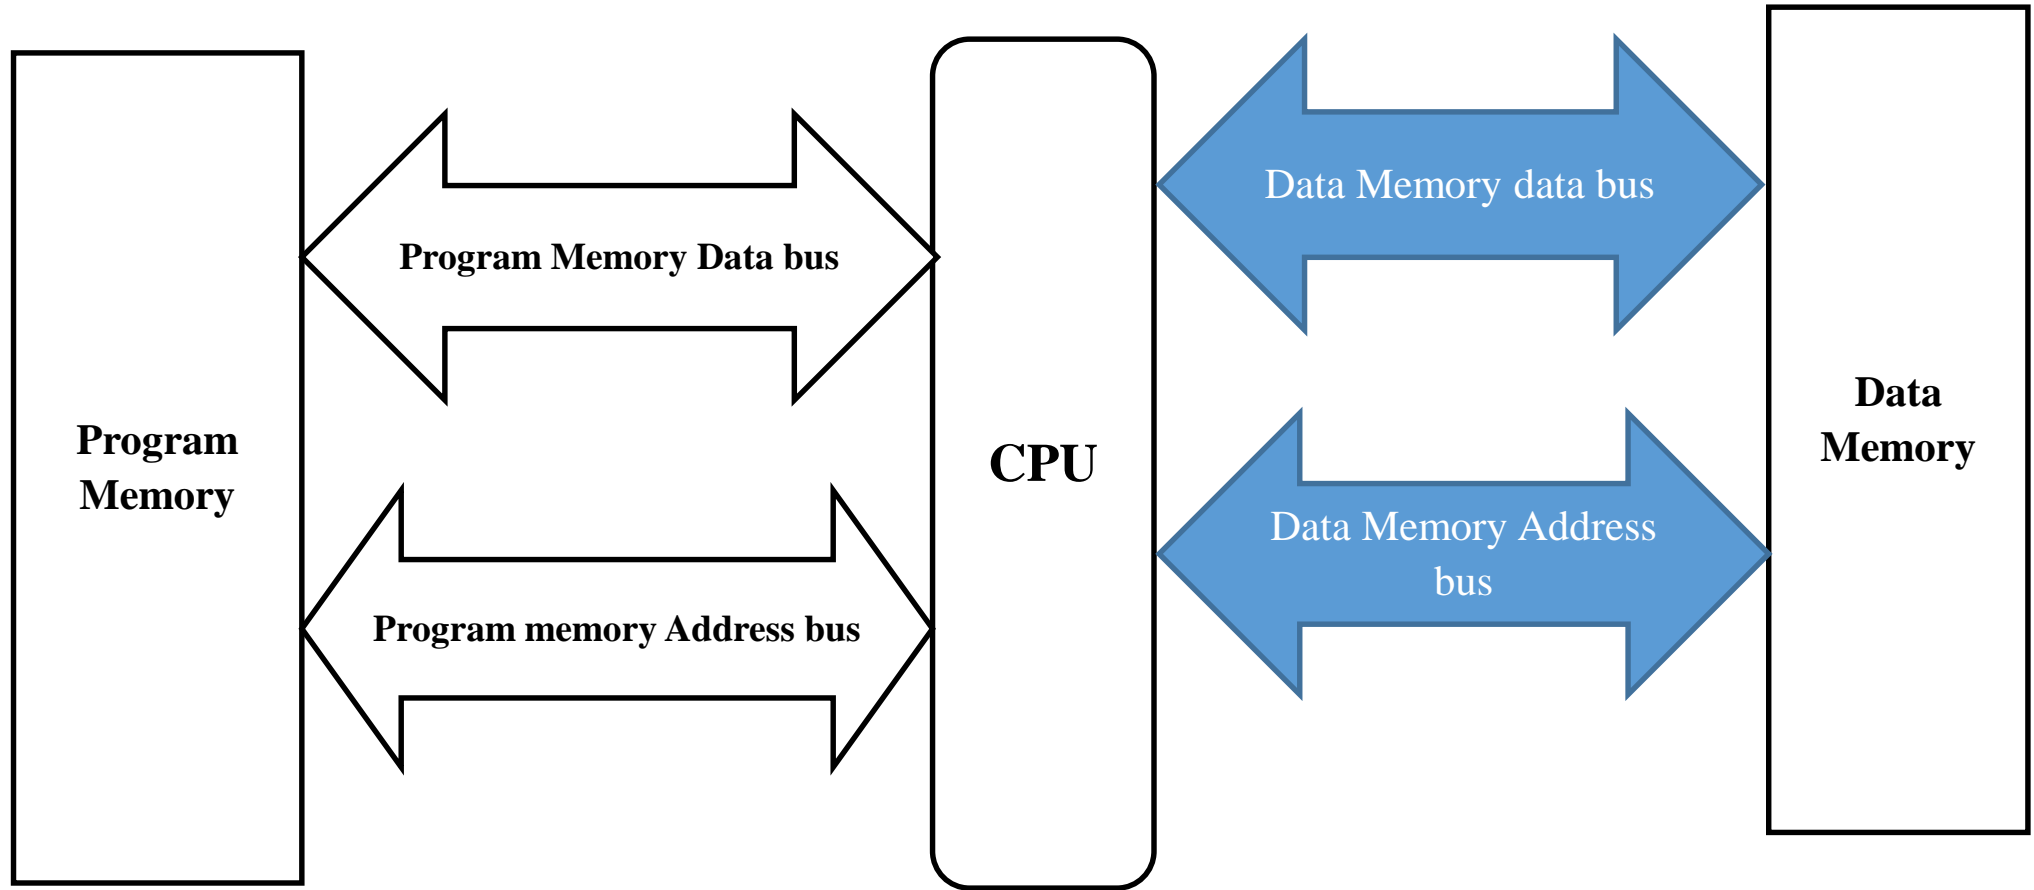 Program
Memory
Program Memory Data bus
Program memory Address bus
CPU
Data Memory data bus
Data Memory Address
bus
Data
Memory